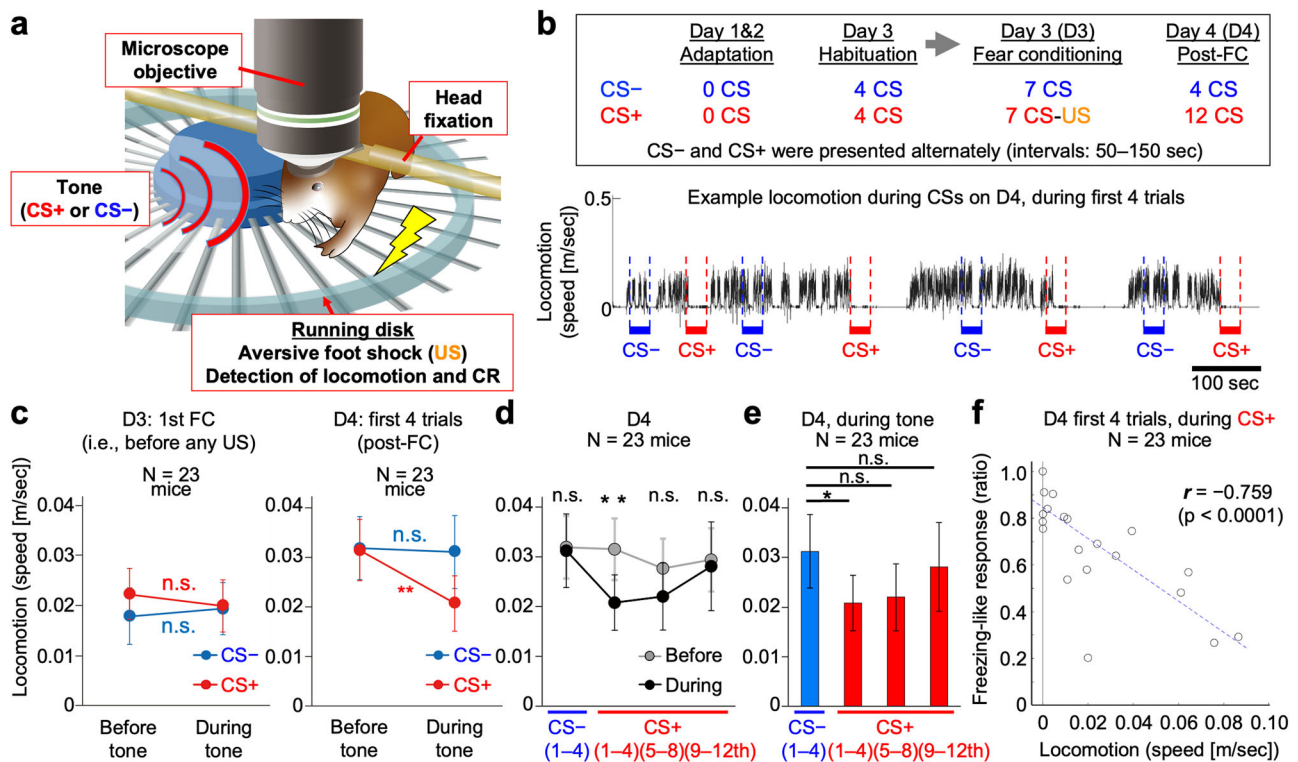 a
Microscope
objective
Head
fixation
Tone
(CS+ or CS−)
Running disk
Aversive foot shock (US)
Detection of locomotion and CR
b
Day 1&2 Day 3 Day 3 (D3) Day 4 (D4)
Adaptation Habituation Fear conditioning Post-FC
CS− 0 CS 4 CS 7 CS 4 CS
CS+ 0 CS 4 CS 7 CS-US 12 CS
CS− and CS+ were presented alternately (intervals: 50–150 sec)
Example locomotion during CSs on D4, during first 4 trials
0.5
0
Locomotion
(speed [m/sec])
CS− CS+ CS− CS+ CS− CS+ CS− CS+
100 sec
c
D3: 1st FC
(i.e., before any US)
N = 23
mice
Locomotion (speed [m/sec])
0.04
0.03
0.02
0.01
0
n.s.
n.s.
CS−
CS+
Before
tone
During
tone
D4: first 4 trials
(post-FC)
N = 23
mice
0.04
0.03
0.02
0.01
0
n.s.
**
CS−
CS+
Before
tone
During
tone
d
D4
N = 23 mice
0.04
0.03
0.02
0.01
0
n.s. ** n.s. n.s.
Before
During
CS− CS+
(1–4) (1–4)(5–8)(9–12th)
e
D4, during tone
N = 23 mice
n.s.
n.s.
*
0.04
0.03
0.02
0.01
0
CS− CS+
(1–4) (1–4)(5–8)(9–12th)
f
D4 first 4 trials, during CS+
N = 23 mice
r = −0.759
(p < 0.0001)
Freezing-like response (ratio)
1.0
0.8
0.6
0.4
0.2
0
0 0.02 0.04 0.06 0.08 0.10
Locomotion (speed [m/sec])